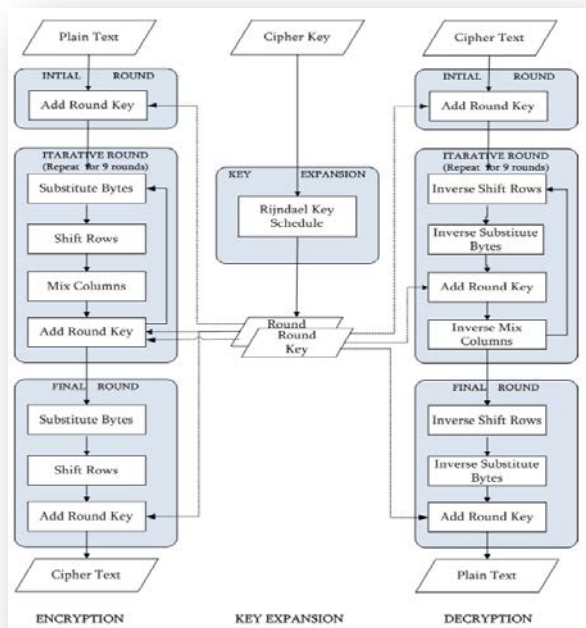 Plain Text
INTIAL ROUND
Add Round Key
ITARATIVE ROUND
(Repeat for 9 rounds)
Substitute Bytes
Shift Rows
Mix Columns
Add Round Key
FINAL ROUND
Substitute Bytes
Shift Rows
Add Round Key
Cipher Text
ENCRYPTION
Cipher Key
KEY EXPANSION
Rijndael Key
Schedule
Round
Round
Key
KEY EXPANSION
Cipher Text
INTIAL ROUND
Add Round Key
ITARATIVE ROUND
(Repeat for 9 rounds)
Inverse Shift Rows
Inverse Substitute
Bytes
Add Round Key
Inverse Mix
Columns
FINAL ROUND
Inverse Shift Rows
Inverse Substitute
Bytes
Add Round Key
Plain Text
DECRYPTION